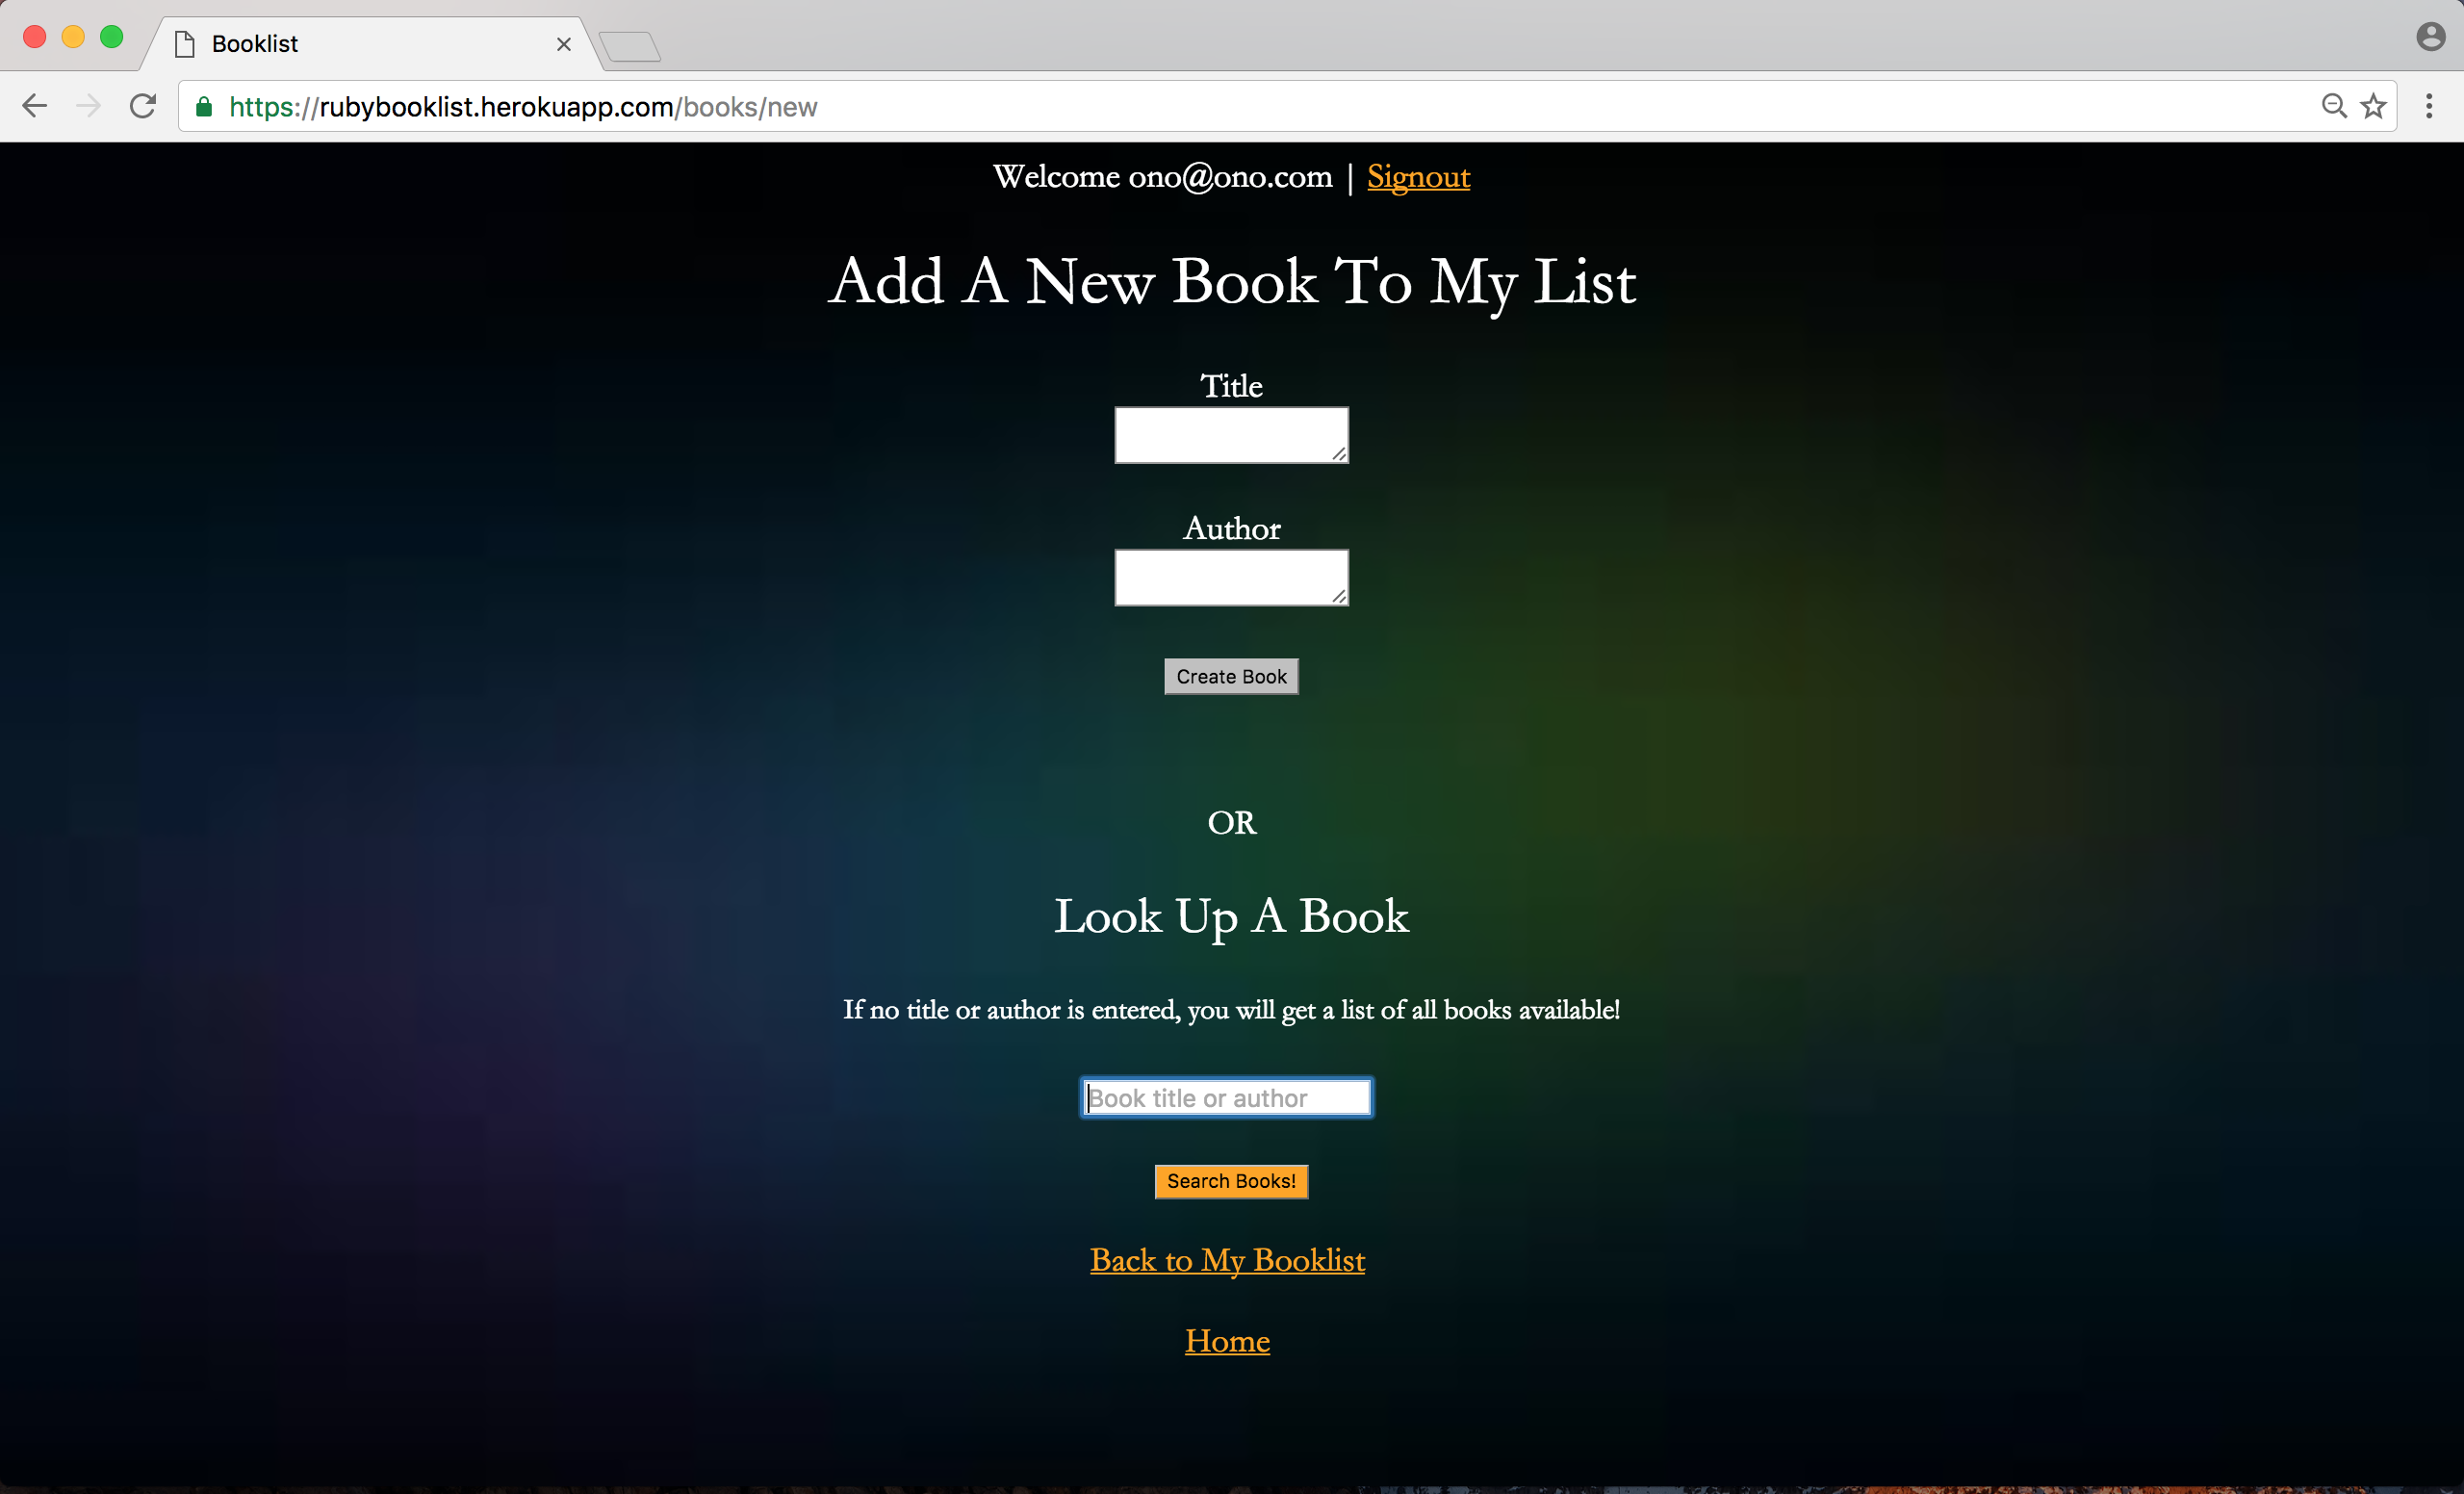 Booklist
https://rubybooklist.herokuapp.com/books/new
Welcome ono@ono.com | Signout
Add A New Book To My List
Title
Author
Create Book
OR
Look Up A Book
If no title or author is entered, you will get a list of all books available!
Book title or author
Search Books!
Back to My Booklist
Home